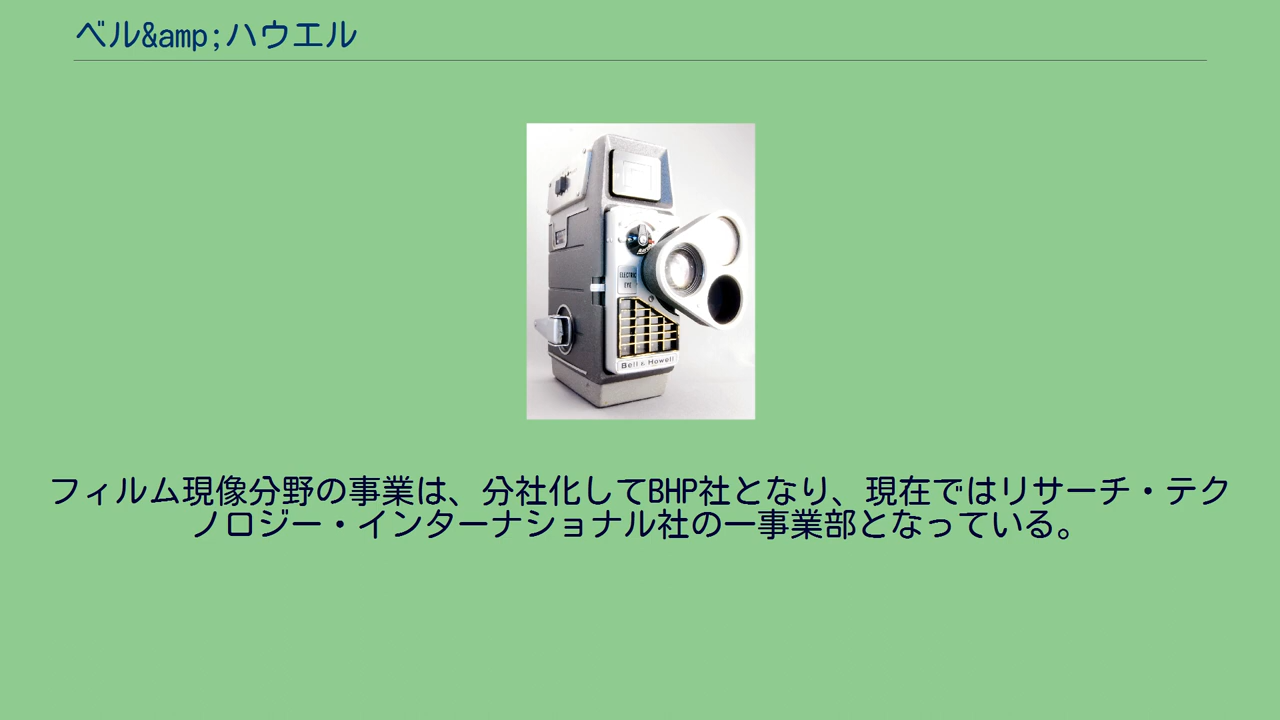 ベル&amp;ハウエル
ELECTRIC
EYE
Bell & Howell
フィルム現像分野の事業は、分社化してBHP社となり、現在ではリサーチ・テク
ノロジー・インターナショナル社の一事業部となっている。